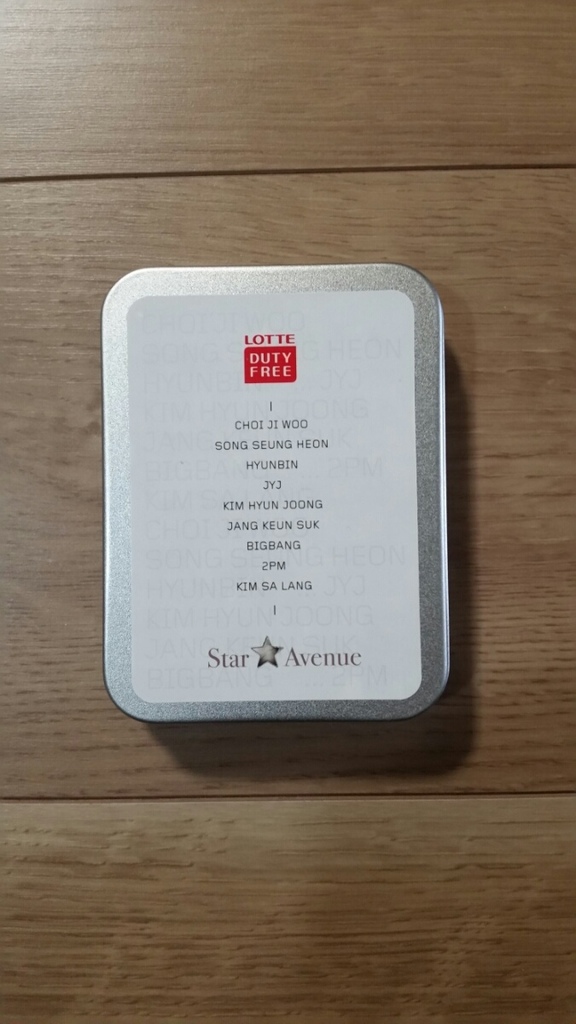 LOTTE
DUTY
FREE
CHOI JI WOO
SONG SEUNG HEON
HYUNBIN
JYJ
KIM HYUN JOONG
JANG KEUN SUK
BIGBANG
2PM
KIM SA LANG
Star Avenue